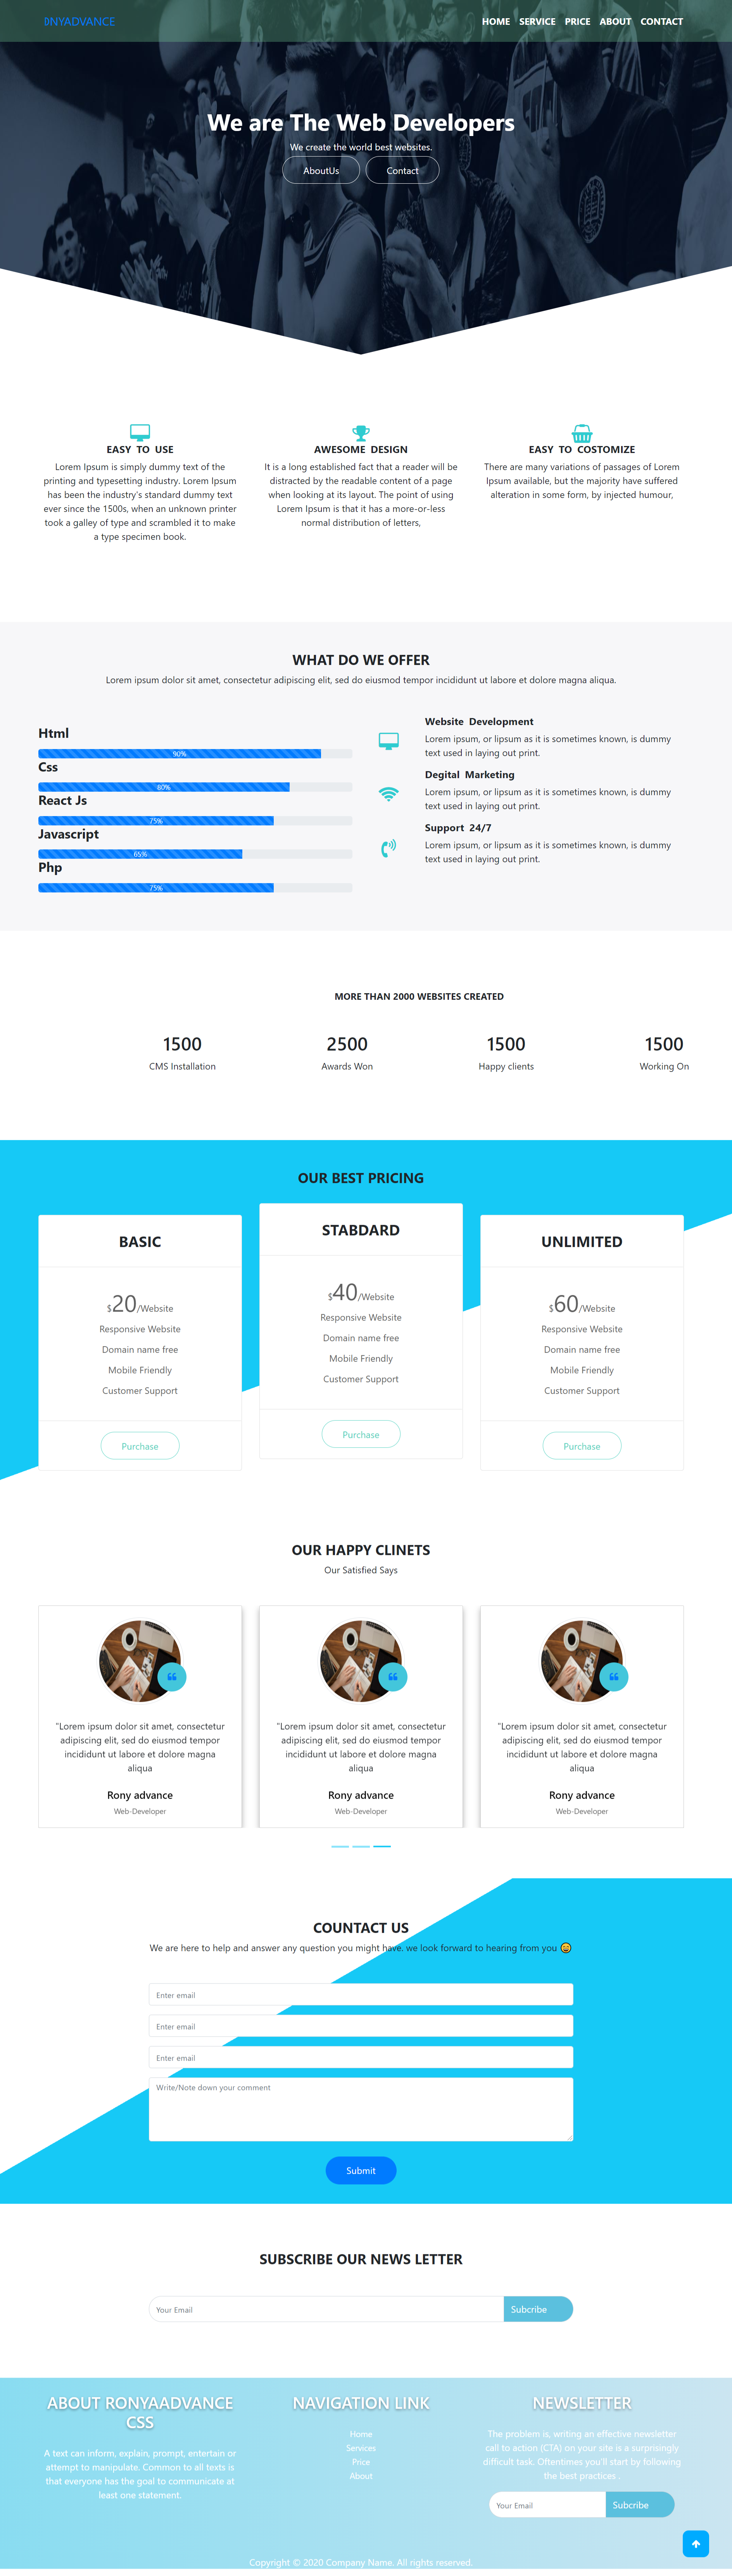 NYADVANCE
HOME SERVICE PRICE ABOUT CONTACT
We are The Web Developers
We create the world best websites.
AboutUs Contact
EASY TO USE
Lorem Ipsum is simply dummy text of the
printing and typesetting industry. Lorem Ipsum
has been the industry's standard dummy text
ever since the 1500s, when an unknown printer
took a galley of type and scrambled it to make
a type specimen book.
AWESOME DESIGN
It is a long established fact that a reader will be
distracted by the readable content of a page
when looking at its layout. The point of using
Lorem Ipsum is that it has a more-or-less
normal distribution of letters,
EASY TO COSTOMIZE
There are many variations of passages of Lorem
Ipsum available, but the majority have suffered
alteration in some form, by injected humour,
WHAT DO WE OFFER
Lorem ipsum dolor sit amet, consectetur adipiscing elit, sed do eiusmod tempor incididunt ut labore et dolore magna aliqua.
Html
90%
Css
80%
React Js
75%
Javascript
65%
Php
75%
Website Development
Lorem ipsum, or lipsum as it is sometimes known, is dummy
text used in laying out print.
Degital Marketing
Lorem ipsum, or lipsum as it is sometimes known, is dummy
text used in laying out print.
Support 24/7
Lorem ipsum, or lipsum as it is sometimes known, is dummy
text used in laying out print.
MORE THAN 2000 WEBSITES CREATED
1500
CMS Installation
2500
Awards Won
1500
Happy clients
1500
Working On
OUR BEST PRICING
BASIC
$20/Website
Responsive Website
Domain name free
Mobile Friendly
Customer Support
Purchase
STABDARD
$40/Website
Responsive Website
Domain name free
Mobile Friendly
Customer Support
Purchase
UNLIMITED
$60/Website
Responsive Website
Domain name free
Mobile Friendly
Customer Support
Purchase
OUR HAPPY CLINETS
Our Satisfied Says
"Lorem ipsum dolor sit amet, consectetur
adipiscing elit, sed do eiusmod tempor
incididunt ut labore et dolore magna
aliqua
Rony advance
Web-Developer
"Lorem ipsum dolor sit amet, consectetur
adipiscing elit, sed do eiusmod tempor
incididunt ut labore et dolore magna
aliqua
Rony advance
Web-Developer
"Lorem ipsum dolor sit amet, consectetur
adipiscing elit, sed do eiusmod tempor
incididunt ut labore et dolore magna
aliqua
Rony advance
Web-Developer
COUNTACT US
We are here to help and answer any question you might have. we look forward to hearing from you 😄
Enter email
Enter email
Enter email
Write/Note down your comment
Submit
SUBSCRIBE OUR NEWS LETTER
Your Email Subcribe
ABOUT RONYAADVANCE
CSS
A text can inform, explain, prompt, entertain or
attempt to manipulate. Common to all texts is
that everyone has the goal to communicate at
least one statement.
NAVIGATION LINK
Home
Services
Price
About
NEWSLETTER
The problem is, writing an effective newsletter
call to action (CTA) on your site is a surprisingly
difficult task. Oftentimes you'll start by following
the best practices .
Your Email Subcribe
Copyright © 2020 Company Name. All rights reserved.